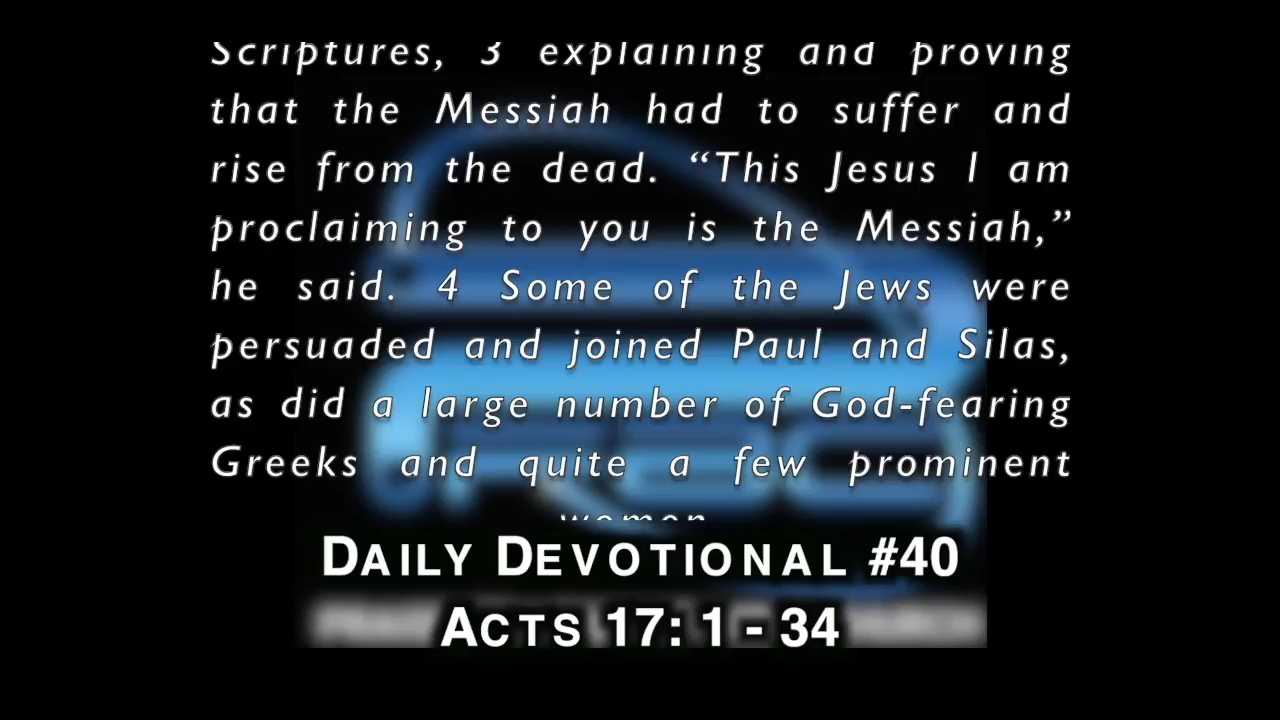 Scriptures, 3 explaining and proving
that the Messiah had to suffer and
rise from the dead. “This Jesus I am
proclaiming to you is the Messiah,”
he said. 4 Some of the Jews were
persuaded and joined Paul and Silas,
as did a large number of God-fearing
Greeks and quite a few prominent
women.
DAILY DEVOTIONAL #40
ACTS 17: 1 - 34